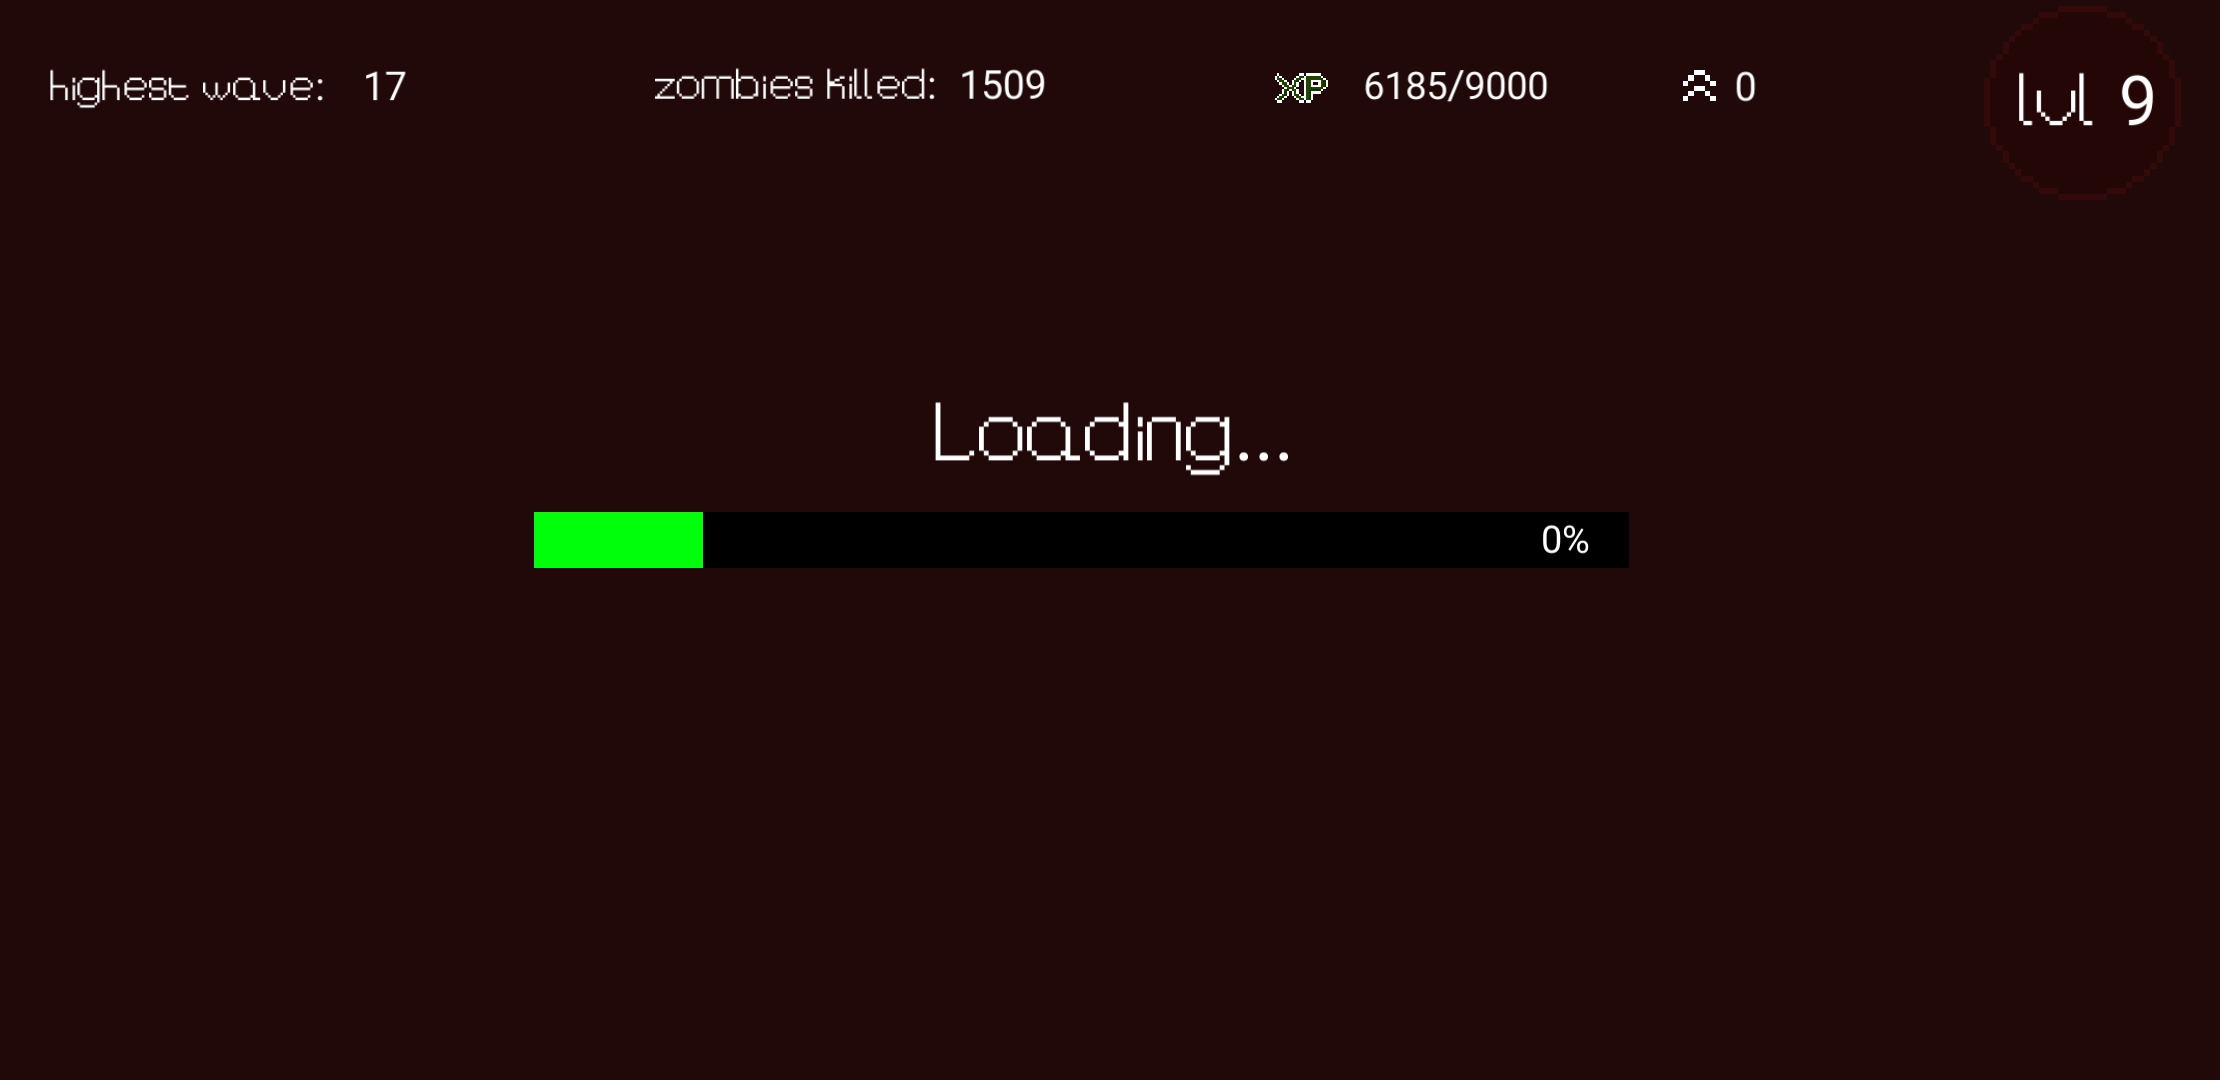 highest wave: 17
zombies killed: 1509
XP 6185/9000
0
lvl 9
Loading...
0%